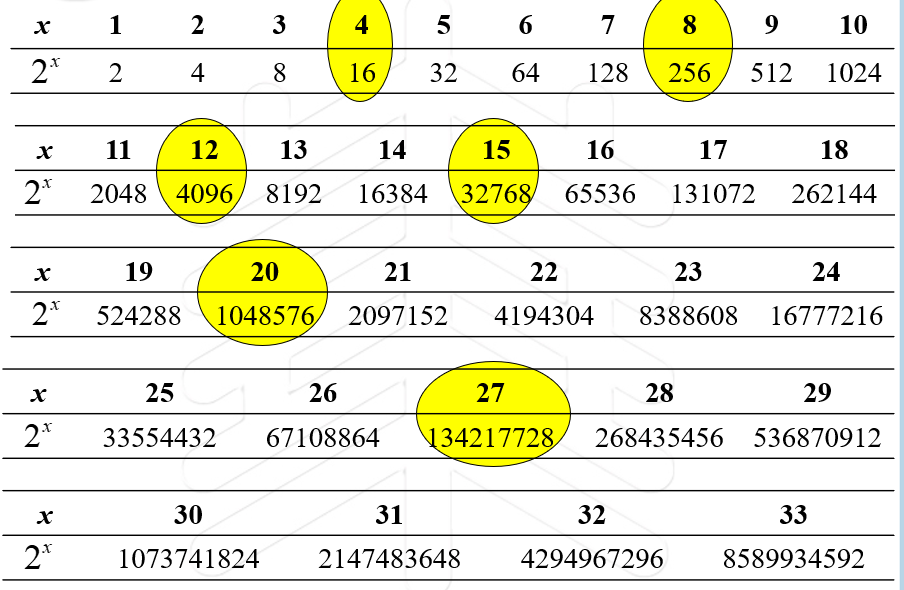 x 1 2 3 4 5 6 7 8 9 10
2^x 2 4 8 16 32 64 128 256 512 1024
x 11 12 13 14 15 16 17 18
2^x 2048 4096 8192 16384 32768 65536 131072 262144
x 19 20 21 22 23 24
2^x 524288 1048576 2097152 4194304 8388608 16777216
x 25 26 27 28 29
2^x 33554432 67108864 134217728 268435456 536870912
x 30 31 32 33
2^x 1073741824 2147483648 4294967296 8589934592